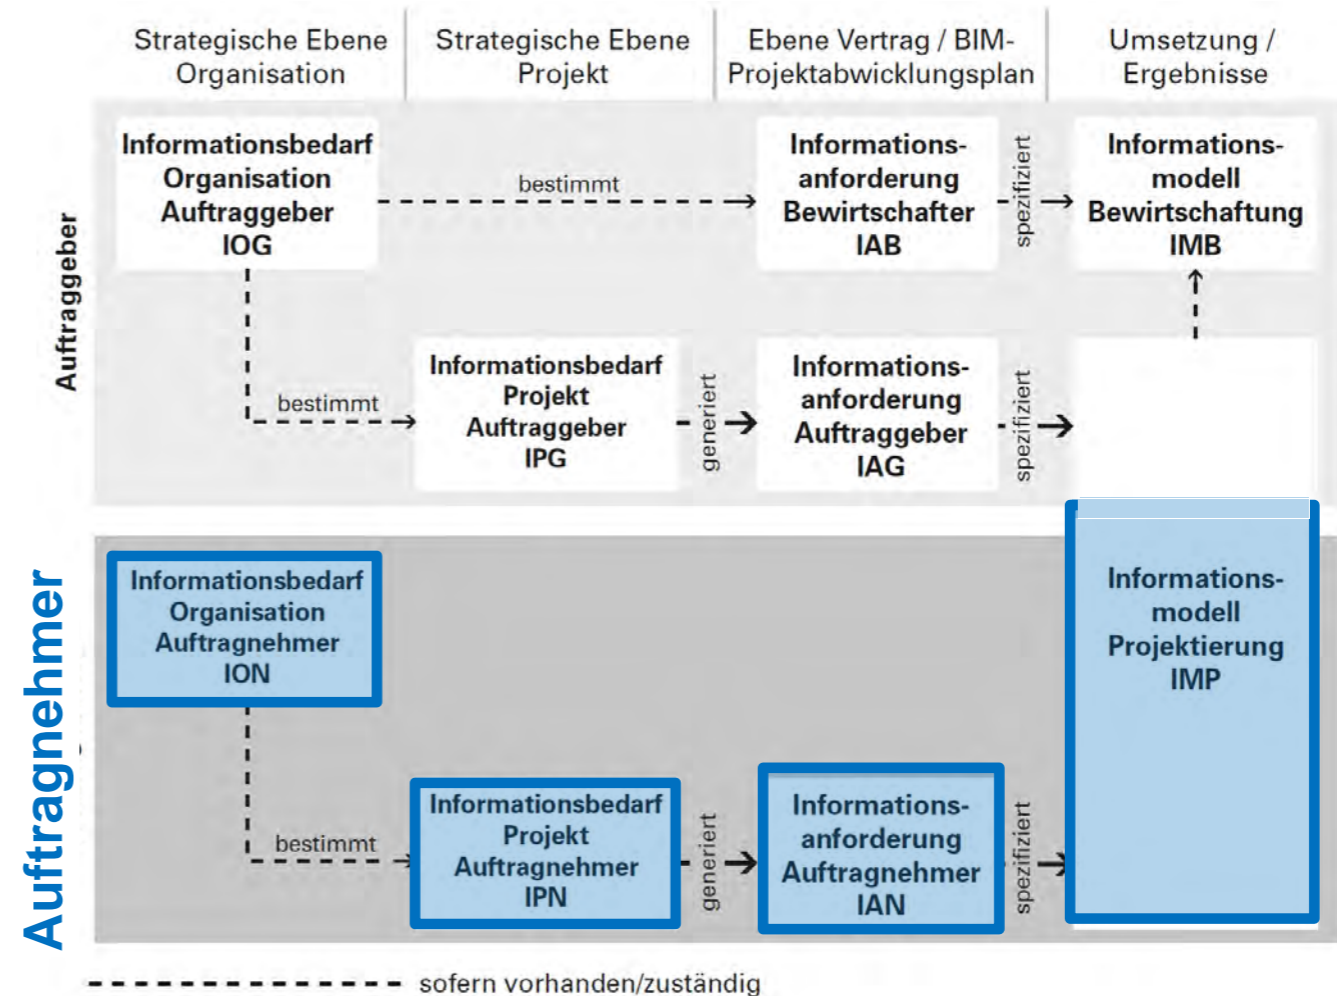 Strategische Ebene
Organisation
Strategische Ebene
Projekt
Ebene Vertrag / BIM-
Projektabwicklungsplan
Umsetzung /
Ergebnisse
Auftraggeber
Informationsbedarf
Organisation
Auftraggeber
IOG
bestimmt
Informations-
anforderung
Bewirtschafter
IAB
spezifiziert
Informations-
modell
Bewirtschaftung
IMB
bestimmt
Informationsbedarf
Projekt
Auftraggeber
IPG
generiert
Informations-
anforderung
Auftraggeber
IAG
spezifiziert
Auftragnehmer
Informationsbedarf
Organisation
Auftragnehmer
ION
bestimmt
Informationsbedarf
Projekt
Auftragnehmer
IPN
generiert
Informations-
anforderung
Auftragnehmer
IAN
spezifiziert
Informations-
modell
Projektierung
IMP
sofern vorhanden/zuständig